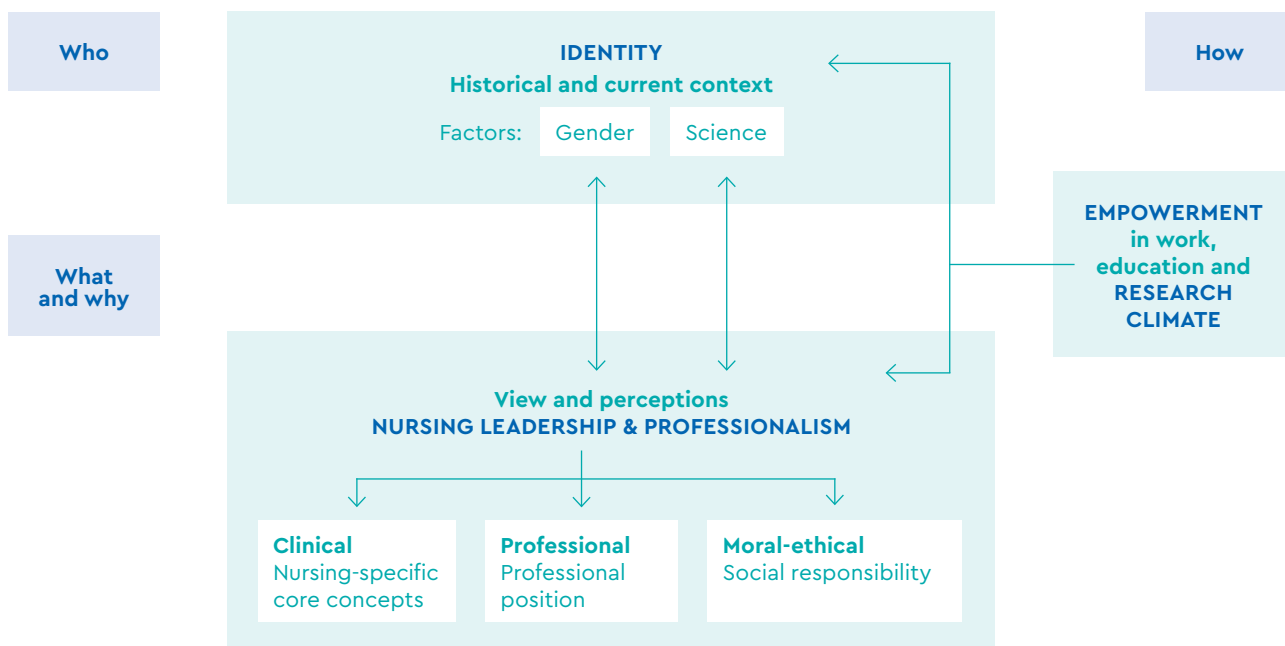 Who
IDENTITY
Historical and current context
Factors:
Gender
Science
How
EMPOWERMENT
in work,
education and
RESEARCH
CLIMATE
What
and why
View and perceptions
NURSING LEADERSHIP & PROFESSIONALISM
Clinical
Nursing-specific
core concepts
Professional
Professional
position
Moral-ethical
Social responsibility